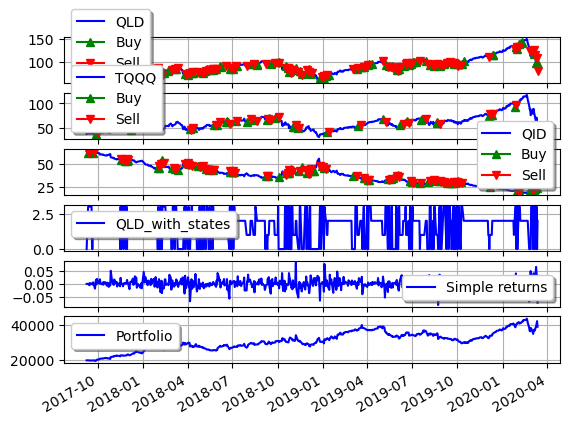 QLD
Buy
Sell
150
100
TQQQ
Buy
Sell
100
50
QID
Buy
Sell
50
25
QLD_with_states
2.5
0.0
Simple returns
0.05
0.00
−0.05
Portfolio
40000
20000
2017-10 2018-01 2018-04 2018-07 2018-10 2019-01 2019-04 2019-07 2019-10 2020-01 2020-04